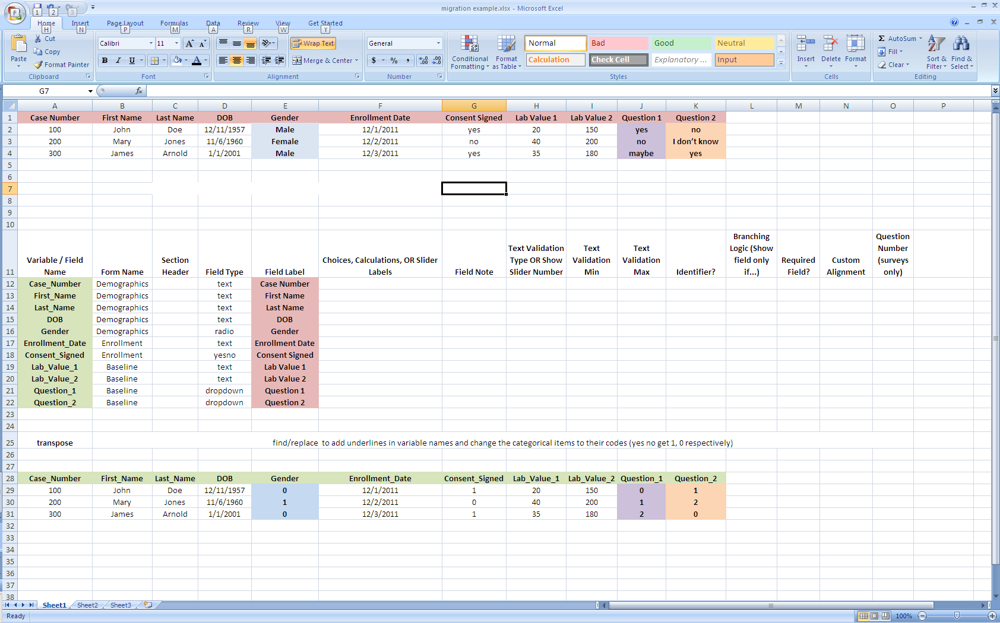 migration example.xlsx - Microsoft Excel
1 2 3
Home Insert Page Layout Formulas Data Review View Get Started
F H N P M A R W Y
Paste Cut Copy Format Painter Clipboard
Calibri 11 A A B I U A Font
Wrap Text Merge & Center Alignment
General $ % , .0 .00 .00 .0 Number
Conditional Formatting Format as Table
Normal Bad Good Neutral
Calculation Check Cell Explanatory ... Input
Styles
Insert Delete Format Cells
Σ AutoSum Fill Clear Sort & Filter Find & Select Editing
G7 fx
A B C D E F G H I J K L M N O P
1 Case Number First Name Last Name DOB Gender Enrollment Date Consent Signed Lab Value 1 Lab Value 2 Question 1 Question 2
2 100 John Doe 12/11/1957 Male 12/1/2011 yes 20 150 yes no
3 200 Mary Jones 11/6/1960 Female 12/2/2011 no 40 200 no I don’t know
4 300 James Arnold 1/1/2001 Male 12/3/2011 yes 35 180 maybe yes
5
6
7
8
9
10
11 Variable / Field Name Form Name Section Header Field Type Field Label Choices, Calculations, OR Slider Labels Field Note Text Validation Type OR Show Slider Number Text Validation Min Text Validation Max Identifier? Branching Logic (Show field only if...) Required Field? Custom Alignment Question Number (surveys only)
12 Case_Number Demographics text Case Number
13 First_Name Demographics text First Name
14 Last_Name Demographics text Last Name
15 DOB Demographics text DOB
16 Gender Demographics radio Gender
17 Enrollment_Date Enrollment text Enrollment Date
18 Consent_Signed Enrollment yesno Consent Signed
19 Lab_Value_1 Baseline text Lab Value 1
20 Lab_Value_2 Baseline text Lab Value 2
21 Question_1 Baseline dropdown Question 1
22 Question_2 Baseline dropdown Question 2
23
24
25 transpose find/replace to add underlines in variable names and change the categorical items to their codes (yes no get 1, 0 respectively)
26
27
28 Case_Number First_Name Last_Name DOB Gender Enrollment_Date Consent_Signed Lab_Value_1 Lab_Value_2 Question_1 Question_2
29 100 John Doe 12/11/1957 0 12/1/2011 1 20 150 0 1
30 200 Mary Jones 11/6/1960 1 12/2/2011 0 40 200 1 2
31 300 James Arnold 1/1/2001 0 12/3/2011 1 35 180 2 0
32
33
34
35
36
37
38
Sheet1 Sheet2 Sheet3
Ready 100%